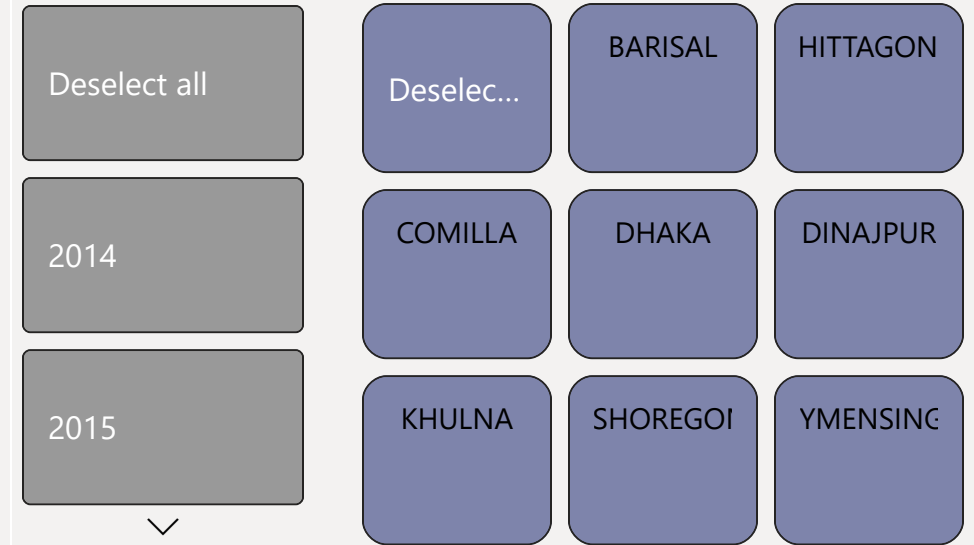 Deselect all
2014
2015
Deselec...
BARISAL
HITTAGON
COMILLA
DHAKA
DINAJPUR
KHULNA
SHOREGOI
YMENSING